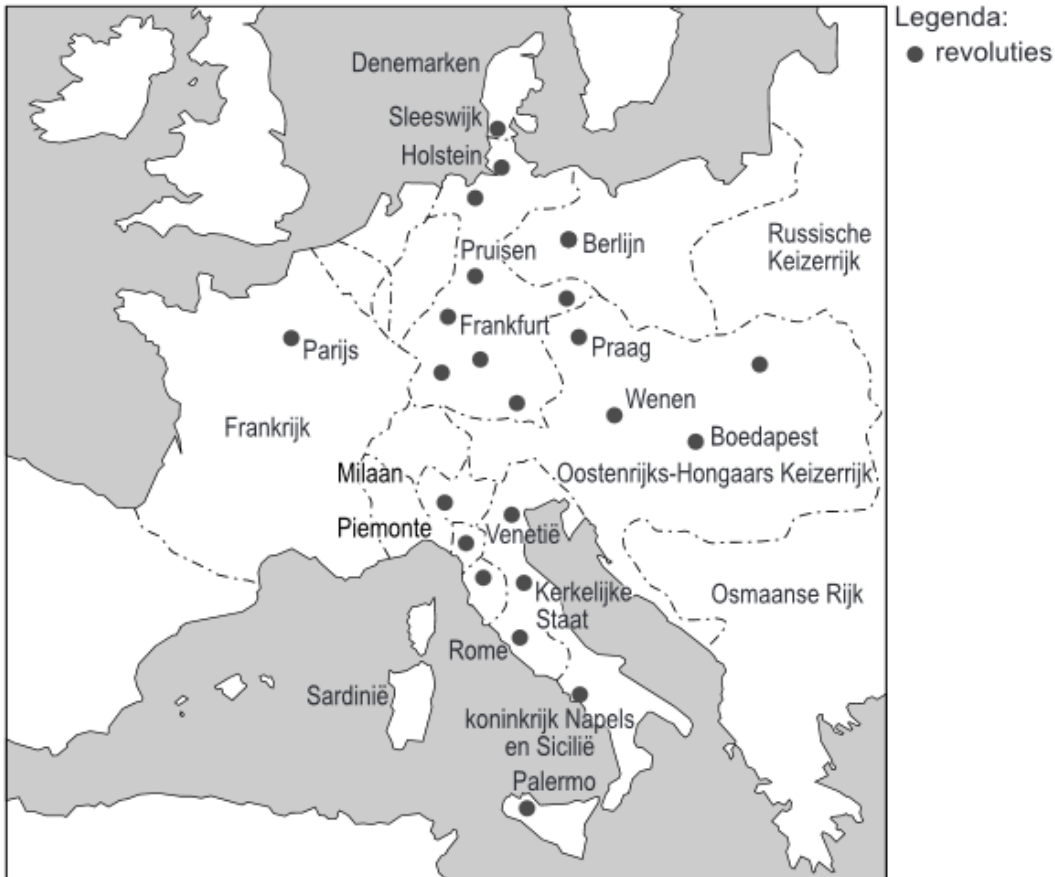 Legenda:
revoluties
Denemarken
Sleeswijk
Holstein
Russische
Keizerrijk
Berlijn
Pruisen
Frankfurt
Parijs
Praag
Wenen
Frankrijk
Boedapest
Milaan
Oostenrijks-Hongaars Keizerrijk
Piemonte
Venetië
Kerkelijke
Staat
Osmaanse Rijk
Rome
Sardinië
koninkrijk Napels
en Sicilië
Palermo